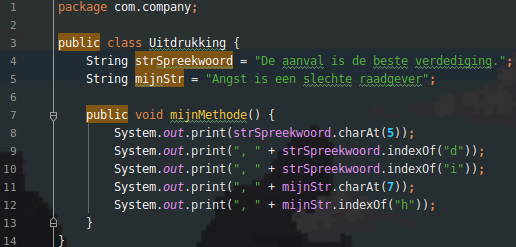 1 package com.company;
2
3 public class Uitdrukking {
4 String strSpreekwoord = "De aanval is de beste verdediging.";
5 String mijnStr = "Angst is een slechte raadgever";
6
7 public void mijnMethode() {
8 System.out.print(strSpreekwoord.charAt(5));
9 System.out.print(", " + strSpreekwoord.indexOf("d"));
10 System.out.print(", " + strSpreekwoord.indexOf("i"));
11 System.out.print(", " + mijnStr.charAt(7));
12 System.out.print(", " + mijnStr.indexOf("h"));
13 }
14 }